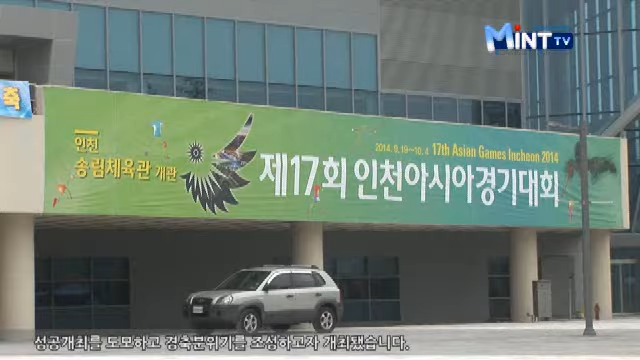 MINT TV
축
2014. 9. 19~10. 4 17th Asian Games Incheon 2014
인천
송림체육관 개관
제17회 인천아시아경기대회
성공개최를 도모하고 경축분위기를 조성하고자 개최됐습니다.